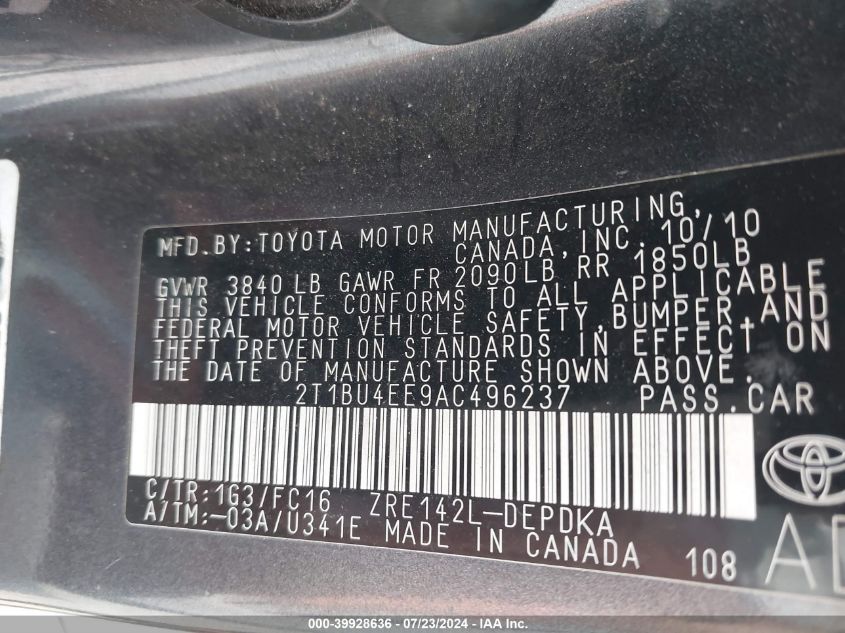 MFD.BY:TOYOTA MOTOR MANUFACTURING,
CANADA, INC. 10/10
GVWR 3840 LB GAWR FR 2090LB RR 1850LB
THIS VEHICLE CONFORMS TO ALL APPLICABLE
FEDERAL MOTOR VEHICLE SAFETY, BUMPER, AND
THEFT PREVENTION STANDARDS IN EFFECT ON
THE DATE OF MANUFACTURE SHOWN ABOVE.
2T1BU4EE9AC496237 PASS.CAR
C/TR:1G3/FC16 ZRE142L-DEPDKA
A/TM:-03A/U341E MADE IN CANADA 108
000-39928636 - 07/23/2024 - IAAI.com